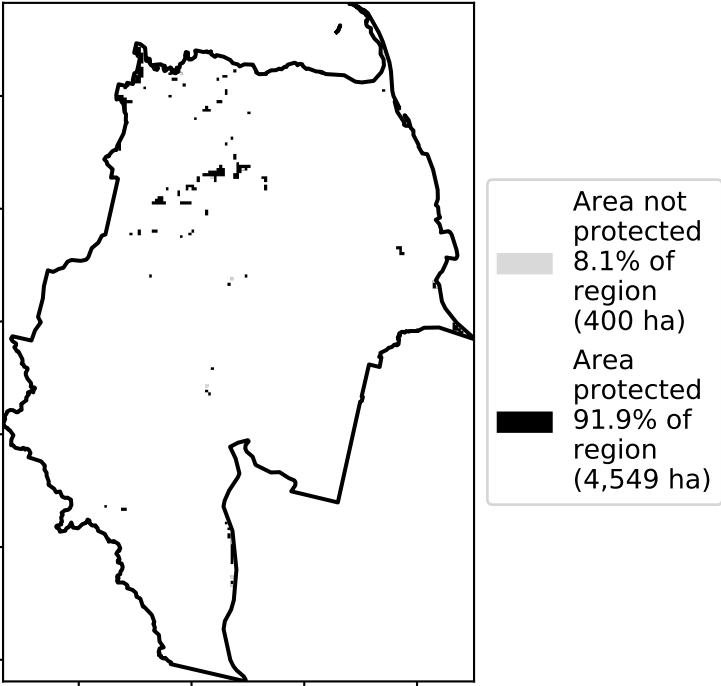 Area not
protected
8.1% of
region
(400 ha)
Area
protected
91.9% of
region
(4,549 ha)